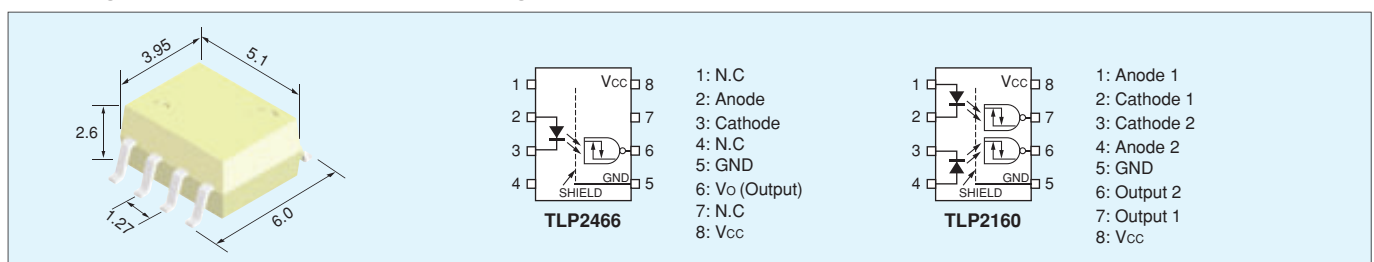 3.95
5.1
2.6
1.27
6.0
1
2
3
4
VCC
8
7
6
5
GND
SHIELD
TLP2466
1: N.C
2: Anode
3: Cathode
4: N.C
5: GND
6: VO (Output)
7: N.C
8: VCC
1
2
3
4
VCC
8
7
6
5
GND
SHIELD
TLP2160
1: Anode 1
2: Cathode 1
3: Cathode 2
4: Anode 2
5: GND
6: Output 2
7: Output 1
8: VCC